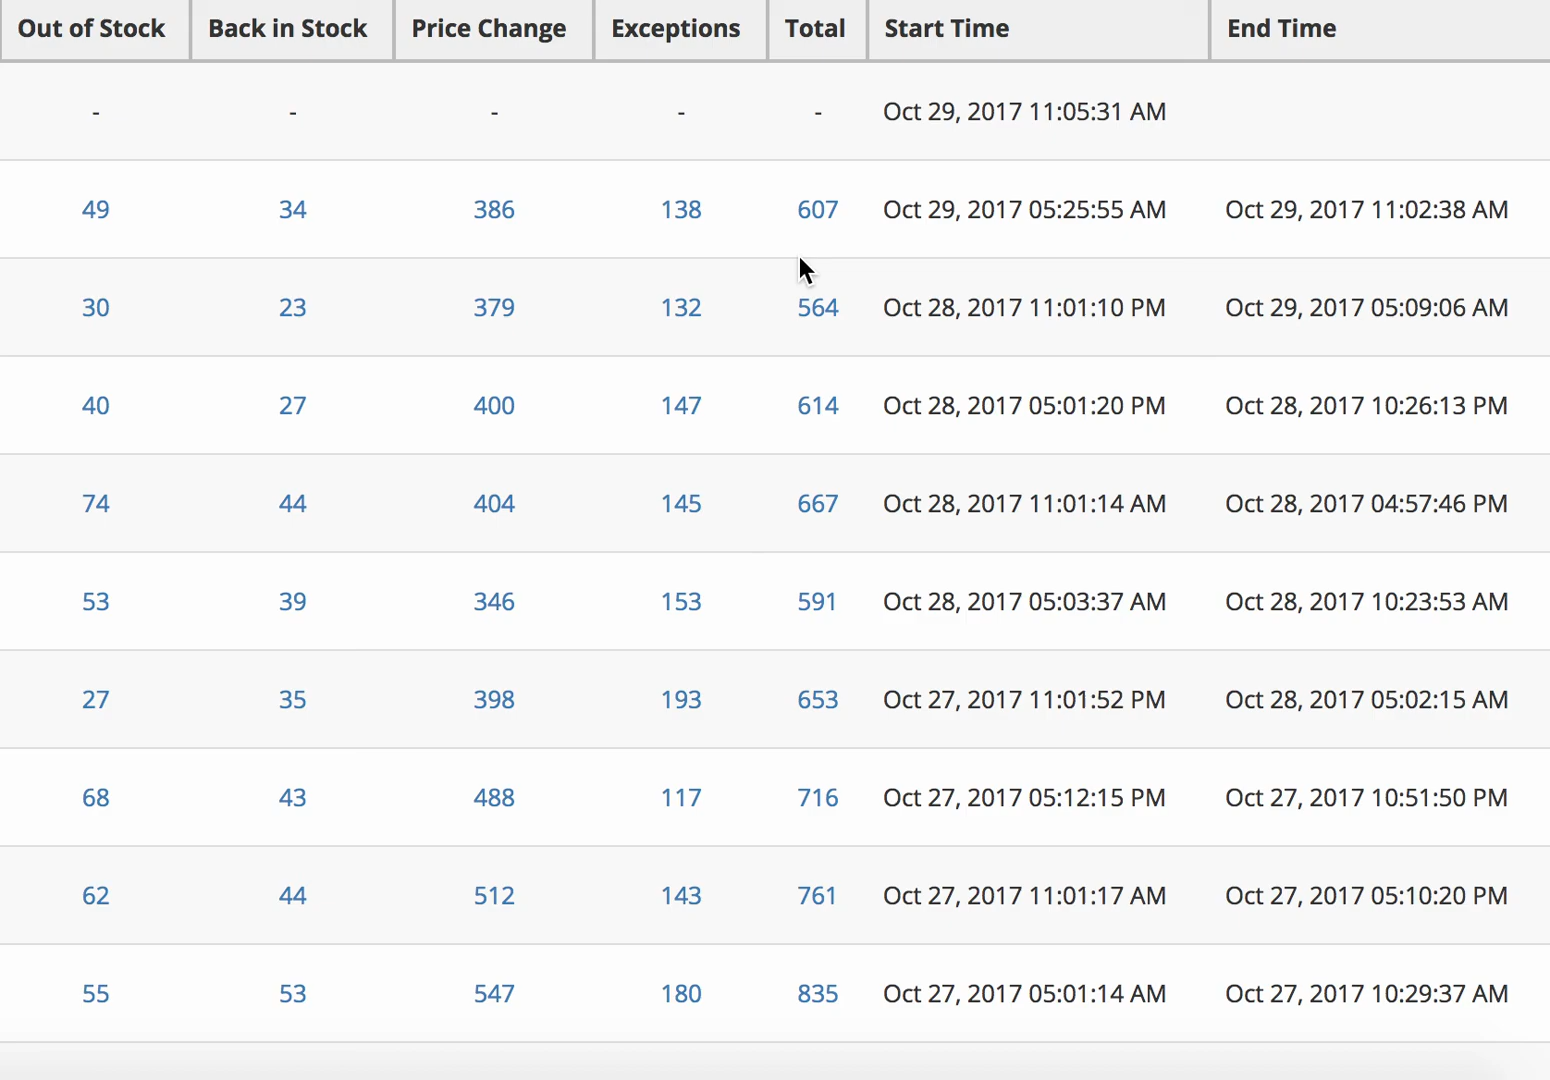 Out of Stock Back in Stock Price Change Exceptions Total Start Time End Time
- - - - - Oct 29, 2017 11:05:31 AM
49 34 386 138 607 Oct 29, 2017 05:25:55 AM Oct 29, 2017 11:02:38 AM
30 23 379 132 564 Oct 28, 2017 11:01:10 PM Oct 29, 2017 05:09:06 AM
40 27 400 147 614 Oct 28, 2017 05:01:20 PM Oct 28, 2017 10:26:13 PM
74 44 404 145 667 Oct 28, 2017 11:01:14 AM Oct 28, 2017 04:57:46 PM
53 39 346 153 591 Oct 28, 2017 05:03:37 AM Oct 28, 2017 10:23:53 AM
27 35 398 193 653 Oct 27, 2017 11:01:52 PM Oct 28, 2017 05:02:15 AM
68 43 488 117 716 Oct 27, 2017 05:12:15 PM Oct 27, 2017 10:51:50 PM
62 44 512 143 761 Oct 27, 2017 11:01:17 AM Oct 27, 2017 05:10:20 PM
55 53 547 180 835 Oct 27, 2017 05:01:14 AM Oct 27, 2017 10:29:37 AM